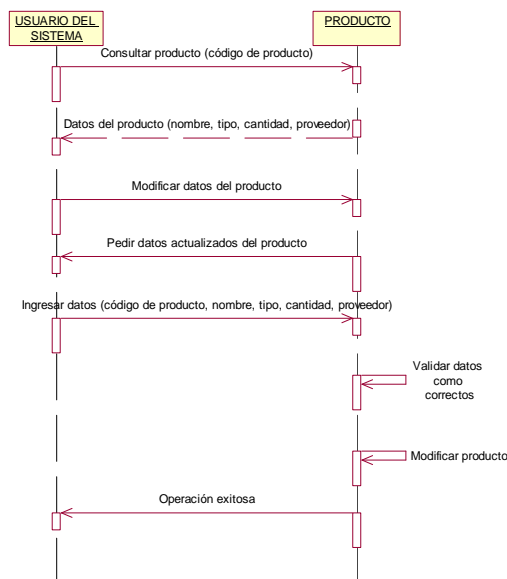 USUARIO DEL
SISTEMA
PRODUCTO
Consultar producto (código de producto)
Datos del producto (nombre, tipo, cantidad, proveedor)
Modificar datos del producto
Pedir datos actualizados del producto
Ingresar datos (código de producto, nombre, tipo, cantidad, proveedor)
Validar datos
como
correctos
Modificar producto
Operación exitosa